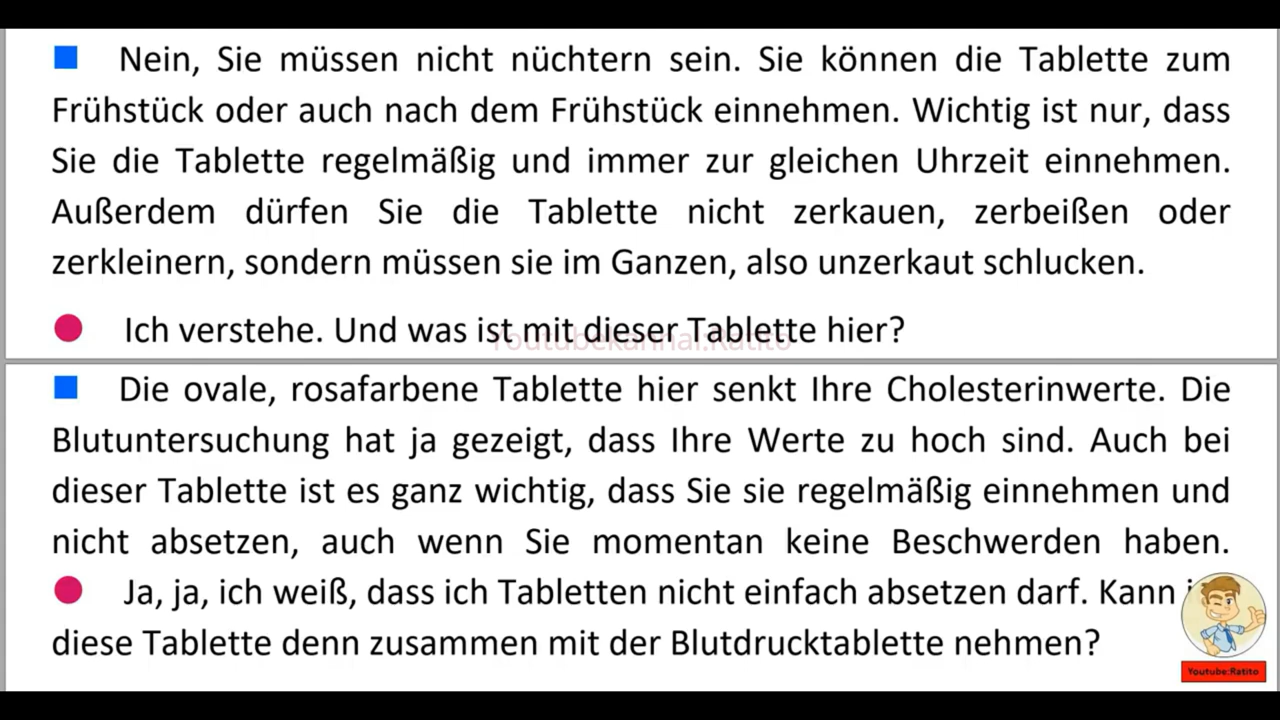 Nein, Sie müssen nicht nüchtern sein. Sie können die Tablette zum
Frühstück oder auch nach dem Frühstück einnehmen. Wichtig ist nur, dass
Sie die Tablette regelmäßig und immer zur gleichen Uhrzeit einnehmen.
Außerdem dürfen Sie die Tablette nicht zerkauen, zerbeißen oder
zerkleinern, sondern müssen sie im Ganzen, also unzerkaut schlucken.
Ich verstehe. Und was ist mit dieser Tablette hier?
Youtubekannal:Ratito
Die ovale, rosafarbene Tablette hier senkt Ihre Cholesterinwerte. Die
Blutuntersuchung hat ja gezeigt, dass Ihre Werte zu hoch sind. Auch bei
dieser Tablette ist es ganz wichtig, dass Sie sie regelmäßig einnehmen und
nicht absetzen, auch wenn Sie momentan keine Beschwerden haben.
Ja, ja, ich weiß, dass ich Tabletten nicht einfach absetzen darf. Kann
diese Tablette denn zusammen mit der Blutdrucktablette nehmen?
Youtube:Ratito